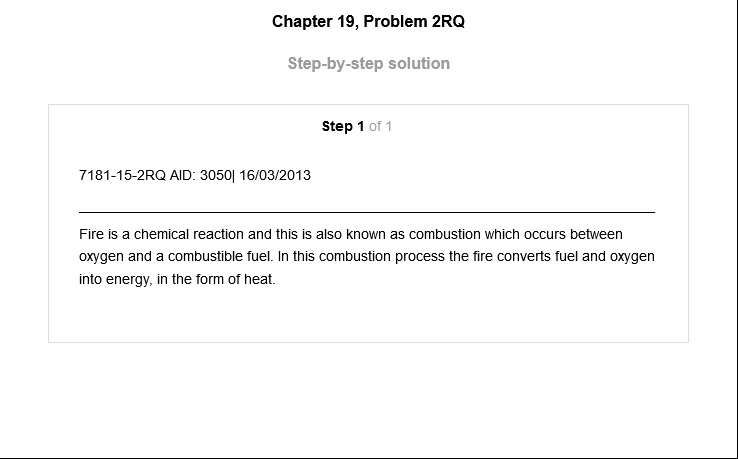 Chapter 19, Problem 2RQ
Step-by-step solution
Step 1 of 1
7181-15-2RQ AID: 3050| 16/03/2013
Fire is a chemical reaction and this is also known as combustion which occurs between
oxygen and a combustible fuel. In this combustion process the fire converts fuel and oxygen
into energy, in the form of heat.